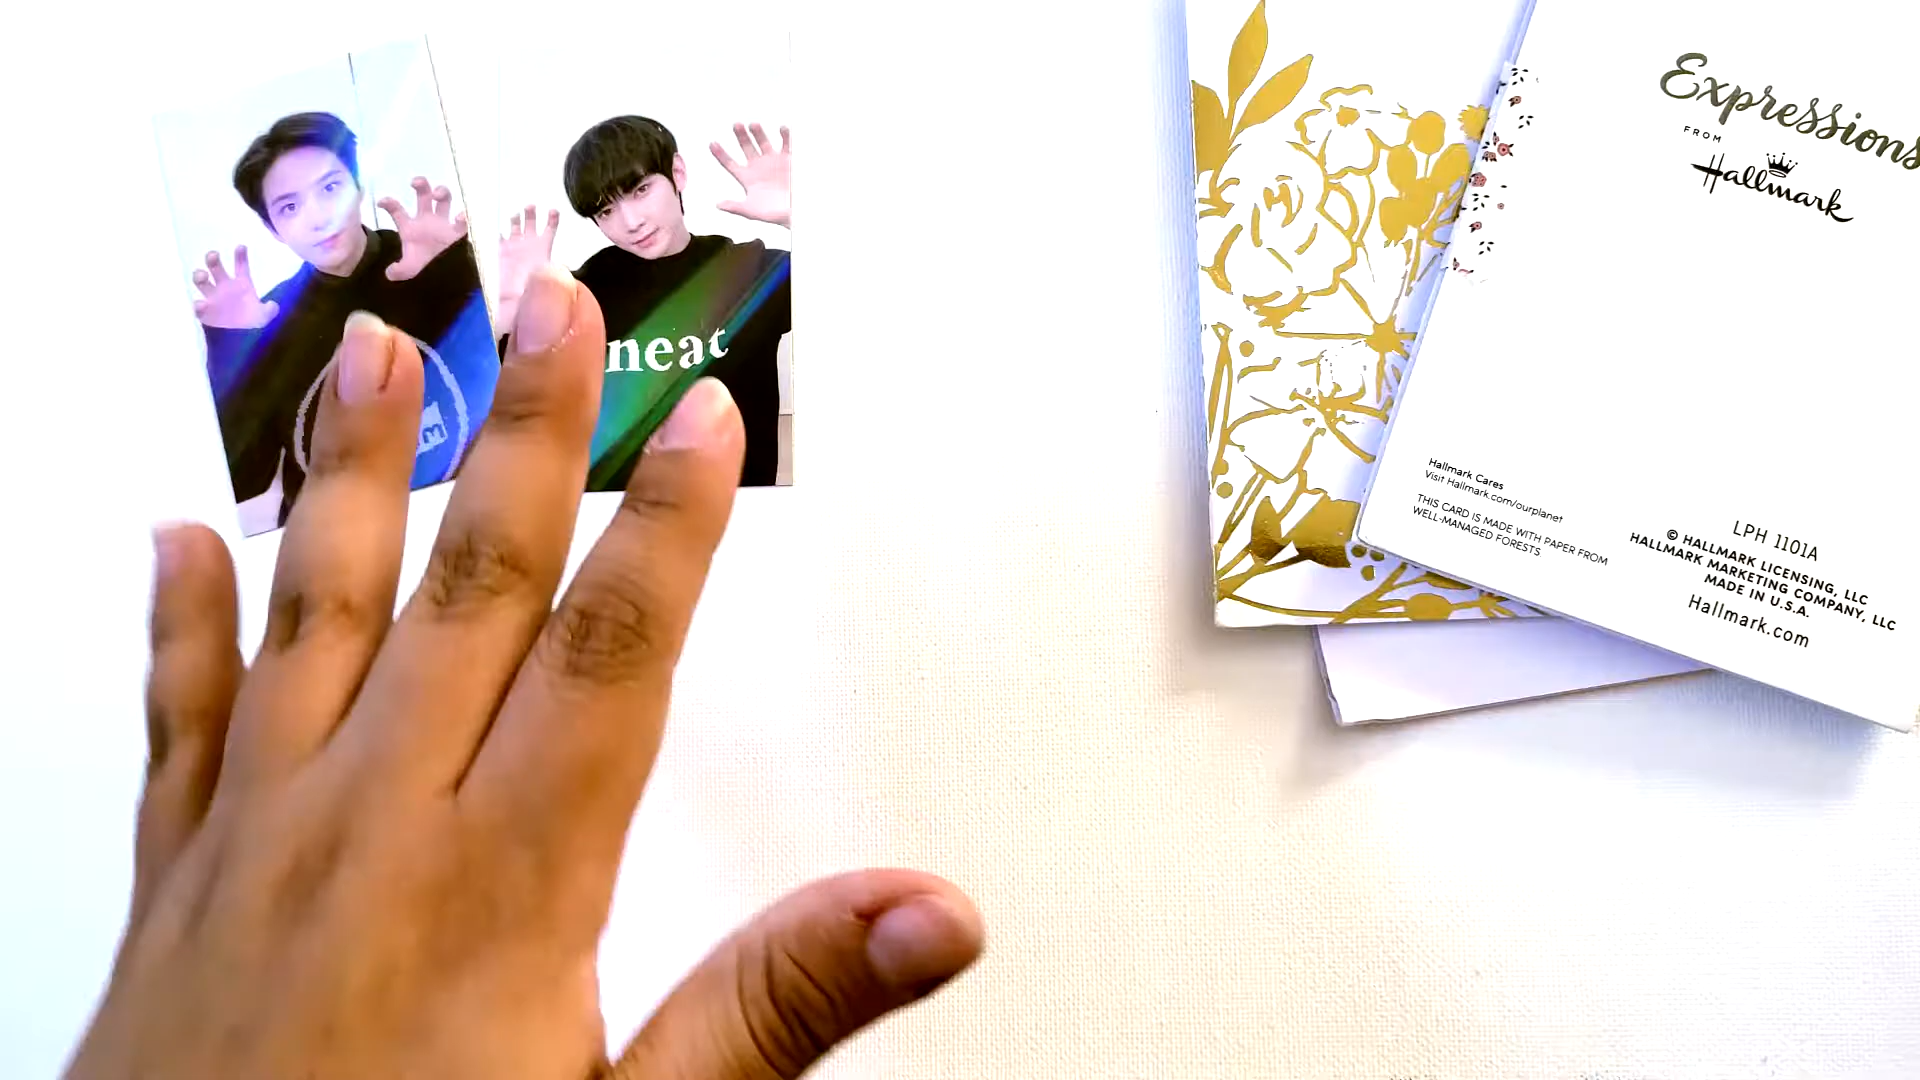 neat
Expressions
FROM
Hallmark
Hallmark Cares
Visit Hallmark.com/ourplanet
THIS CARD IS MADE WITH PAPER FROM
WELL-MANAGED FORESTS
LPH 1101A
© HALLMARK LICENSING, LLC
HALLMARK MARKETING COMPANY, LLC
MADE IN U.S.A.
Hallmark.com